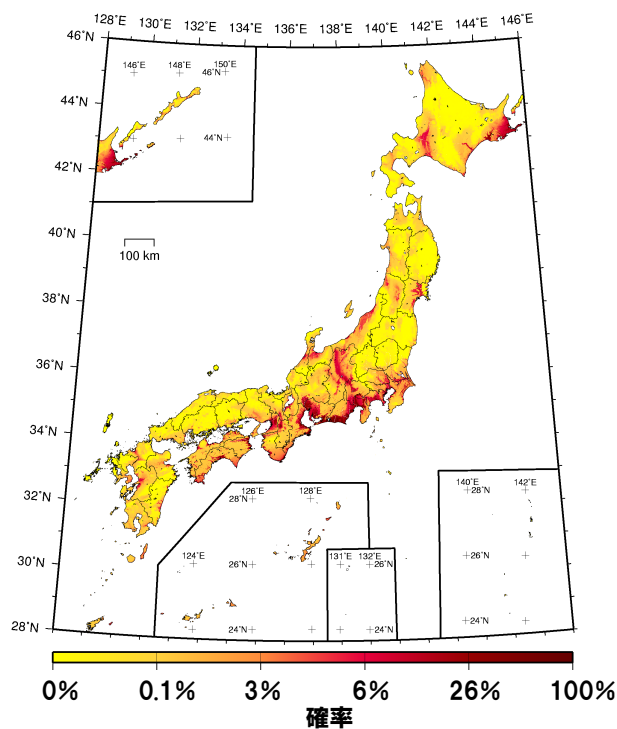 128°E 130°E 132°E 134°E 136°E 138°E 140°E 142°E 144°E 146°E
46°N
146°E 148°E 150°E
46°N
44°N
44°N
42°N
40°N
100 km
38°N
36°N
34°N
32°N
126°E 128°E
28°N
140°E 142°E
28°N
30°N
124°E
26°N
131°E 132°E
26°N
26°N
28°N
24°N
24°N
24°N
0% 0.1% 3% 6% 26% 100%
確率